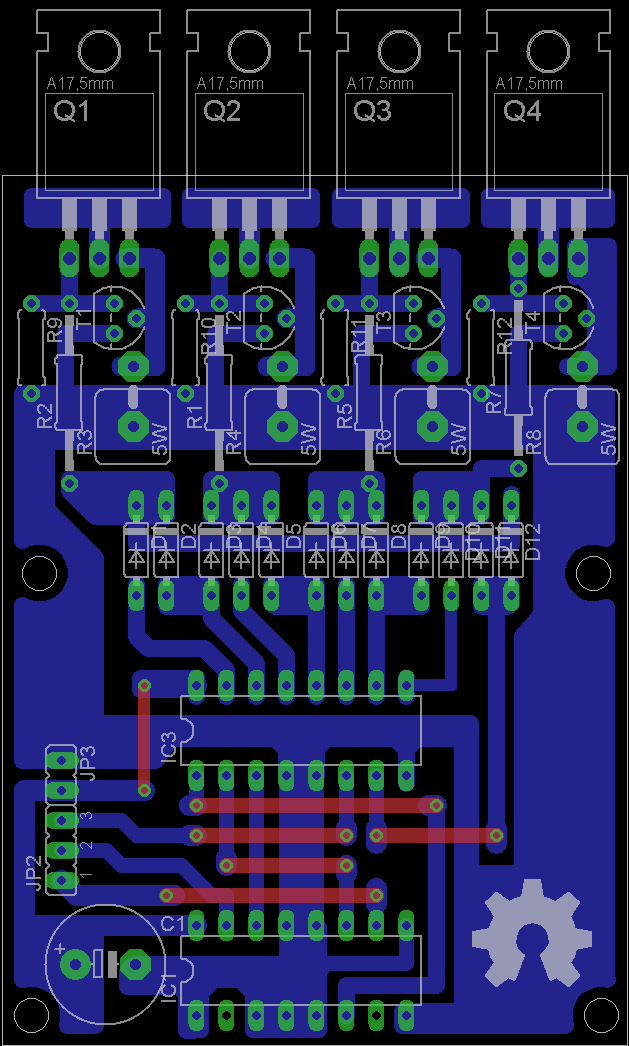 A17,5mm
Q1
A17,5mm
Q2
A17,5mm
Q3
A17,5mm
Q4
T1
T2
T3
T4
R9
R10
R11
R12
R2
R3
R1
R4
R5
R6
R7
R8
5W
5W
5W
5W
D1
D2
D5
D6
D7
D8
D9
D10
D11
D12
IC3
JP3
3
2
1
JP2
C1
+
IC1